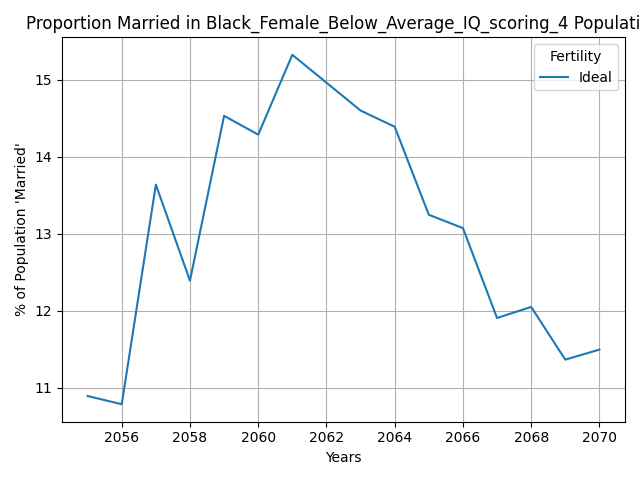 Proportion Married in Black_Female_Below_Average_IQ_scoring_4 Populati
Fertility
Ideal
15
14
13
12
11
% of Population 'Married'
2056 2058 2060 2062 2064 2066 2068 2070
Years